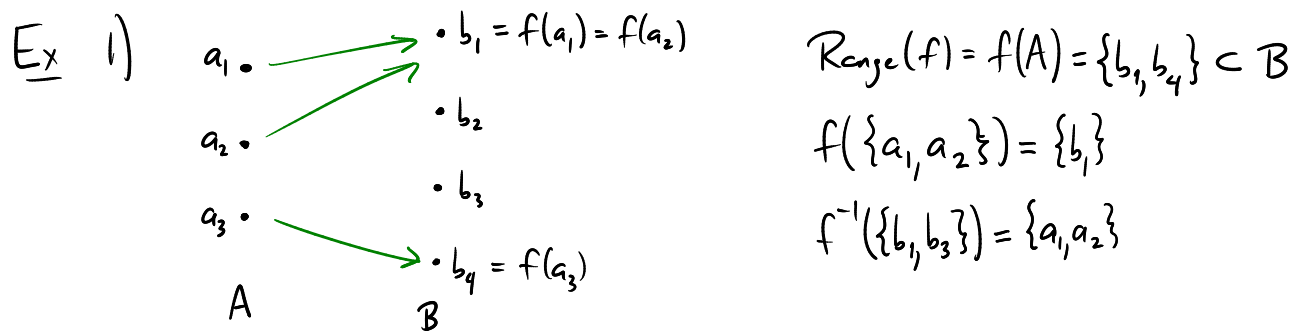 Ex 1)
a₁ • • b₁ = f(a₁) = f(a₂)
a₂ • • b₂
• b₃
a₃ • • b₄ = f(a₃)
A B
Range(f) = f(A) = {b₁, b₄} ⊂ B
f({a₁, a₂}) = {b₁}
f⁻¹({b₁, b₃}) = {a₁, a₂}